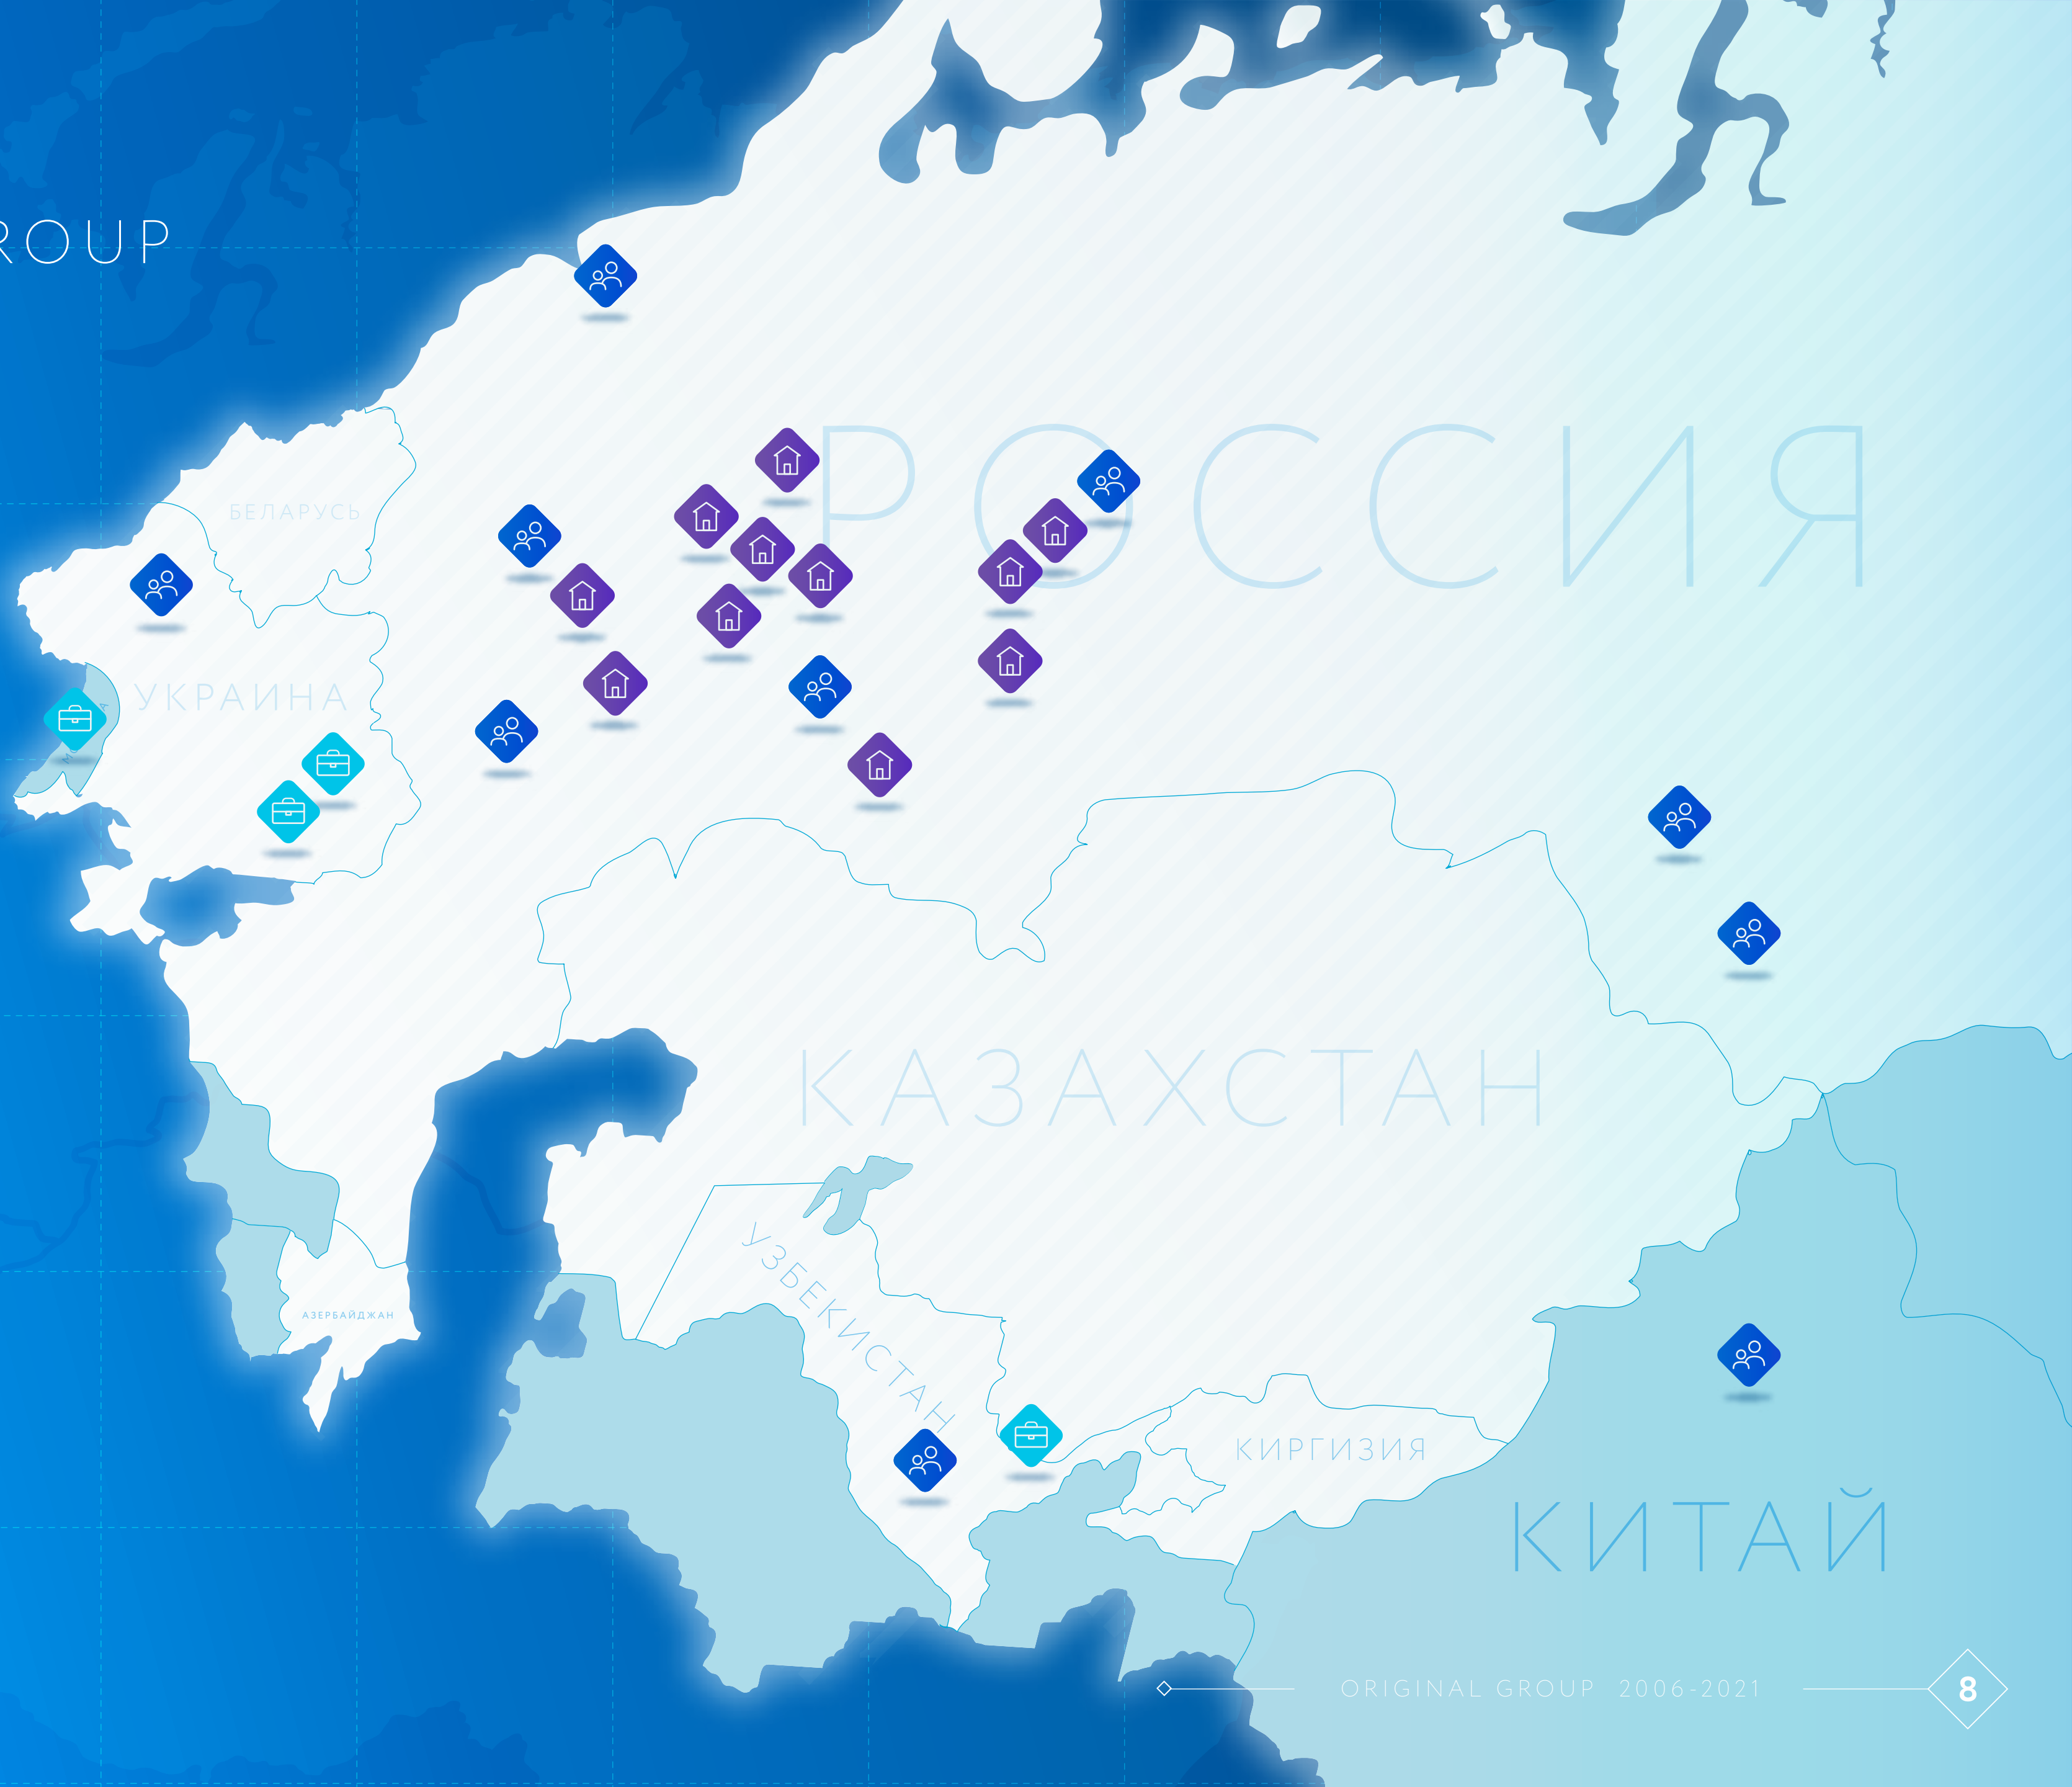 ROUP
РОССИЯ
БЕЛАРУСЬ
УКРАИНА
КАЗАХСТАН
УЗБЕКИСТАН
АЗЕРБАЙДЖАН
КИРГИЗИЯ
КИТАЙ
ORIGINAL GROUP 2006-2021
8